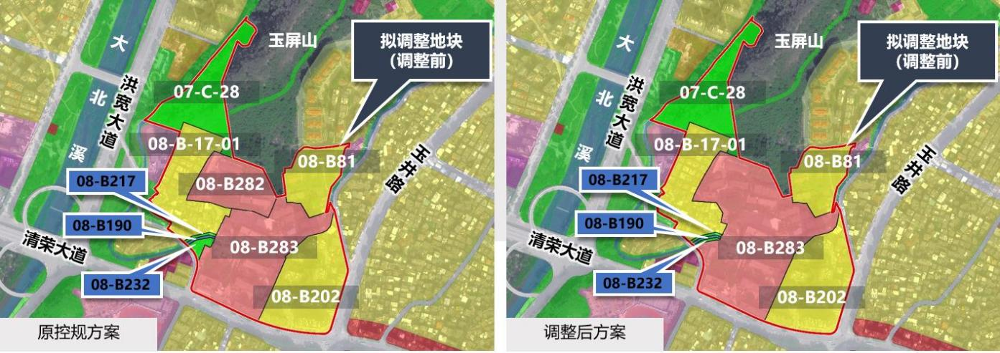 玉屏山
拟调整地块
(调整前)
大北溪
洪宽大道
07-C-28
08-B-17-01
08-B81
玉井路
08-B217
08-B282
08-B190
清荣大道
08-B283
08-B232
08-B202
原控规方案
玉屏山
拟调整地块
(调整前)
大北溪
洪宽大道
07-C-28
08-B-17-01
08-B81
玉井路
08-B217
08-B190
清荣大道
08-B283
08-B232
08-B202
调整后方案